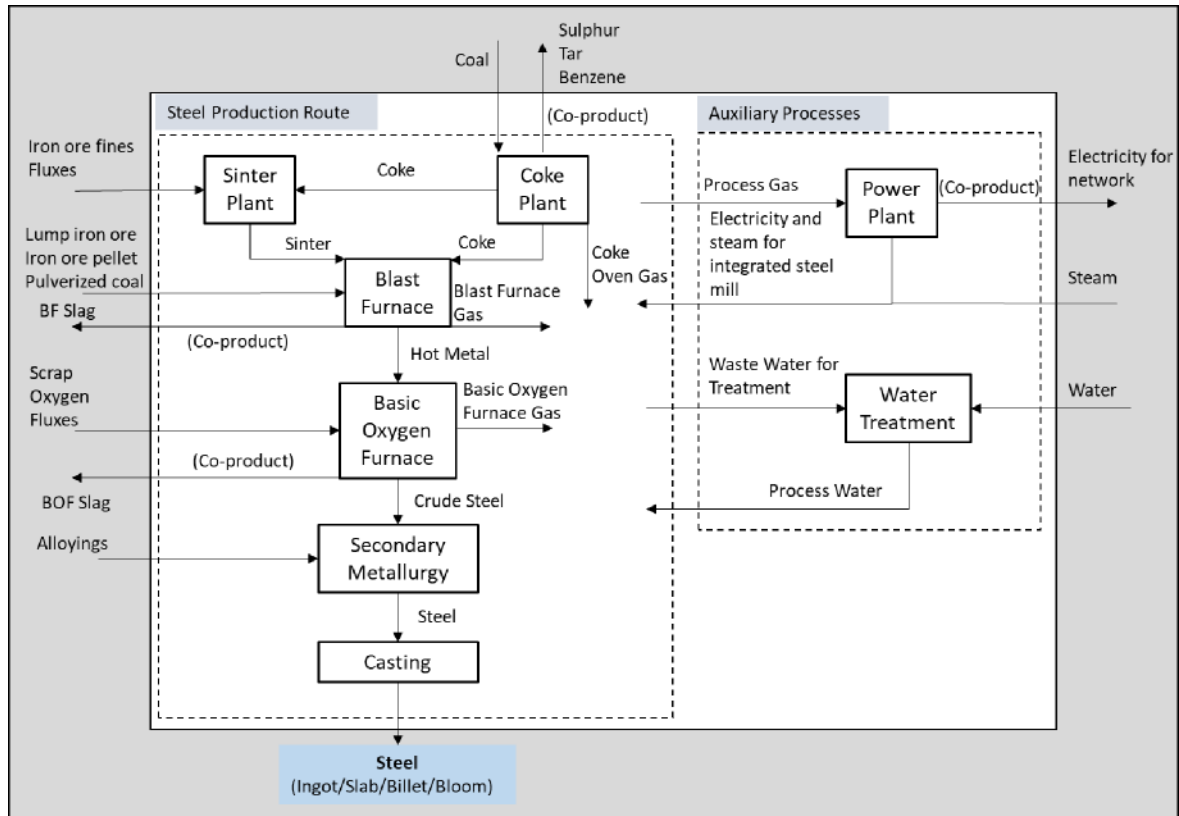 Sulphur
Tar
Benzene
Coal
Steel Production Route
(Co-product)
Auxiliary Processes
Iron ore fines
Fluxes
Sinter
Plant
Coke
Coke
Plant
Process Gas
Power
Plant
(Co-product)
Electricity for
network
Electricity and
steam for
integrated steel
mill
Lump iron ore
Iron ore pellet
Pulverized coal
Sinter
Coke
Coke
Oven Gas
Blast
Furnace
Blast Furnace
Gas
Steam
BF Slag
(Co-product)
Hot Metal
Waste Water for
Treatment
Water
Treatment
Water
Scrap
Oxygen
Fluxes
Basic
Oxygen
Furnace
Basic Oxygen
Furnace Gas
(Co-product)
BOF Slag
Crude Steel
Process Water
Alloyings
Secondary
Metallurgy
Steel
Casting
Steel
(Ingot/Slab/Billet/Bloom)